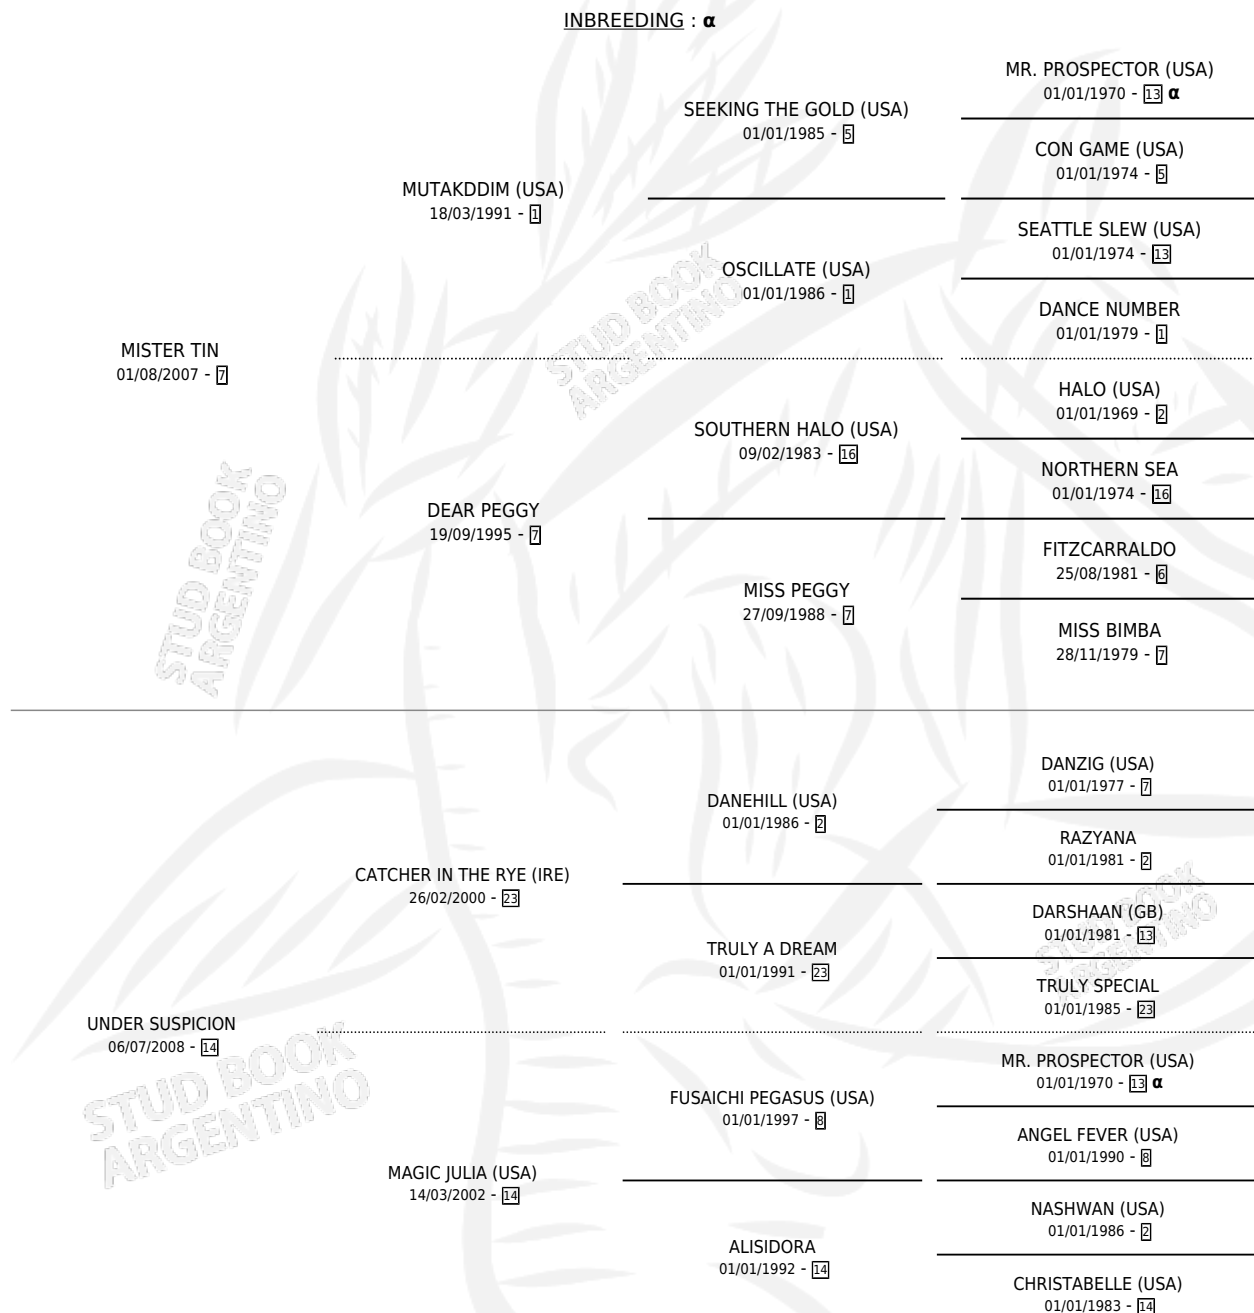 INBREEDING : α
MR. PROSPECTOR (USA)
01/01/1970 - 13 α
SEEKING THE GOLD (USA)
01/01/1985 - 5
CON GAME (USA)
01/01/1974 - 5
MUTAKDDIM (USA)
18/03/1991 - 1
SEATTLE SLEW (USA)
01/01/1974 - 13
OSCILLATE (USA)
01/01/1986 - 1
DANCE NUMBER
01/01/1979 - 1
MISTER TIN
01/08/2007 - 7
HALO (USA)
01/01/1969 - 2
SOUTHERN HALO (USA)
09/02/1983 - 16
NORTHERN SEA
01/01/1974 - 16
DEAR PEGGY
19/09/1995 - 7
FITZCARRALDO
25/08/1981 - 6
MISS PEGGY
27/09/1988 - 7
MISS BIMBA
28/11/1979 - 7
DANZIG (USA)
01/01/1977 - 7
DANEHILL (USA)
01/01/1986 - 2
RAZYANA
01/01/1981 - 2
CATCHER IN THE RYE (IRE)
26/02/2000 - 23
DARSHAAN (GB)
01/01/1981 - 13
TRULY A DREAM
01/01/1991 - 23
TRULY SPECIAL
01/01/1985 - 23
UNDER SUSPICION
06/07/2008 - 14
MR. PROSPECTOR (USA)
01/01/1970 - 13 α
FUSAICHI PEGASUS (USA)
01/01/1997 - 8
ANGEL FEVER (USA)
01/01/1990 - 8
MAGIC JULIA (USA)
14/03/2002 - 14
NASHWAN (USA)
01/01/1986 - 2
ALISIDORA
01/01/1992 - 14
CHRISTABELLE (USA)
01/01/1983 - 14
STUD BOOK
ARGENTINO
STUD BOOK
ARGENTINO
STUD BOOK
ARGENTINO
STUD BOOK
ARGENTINO